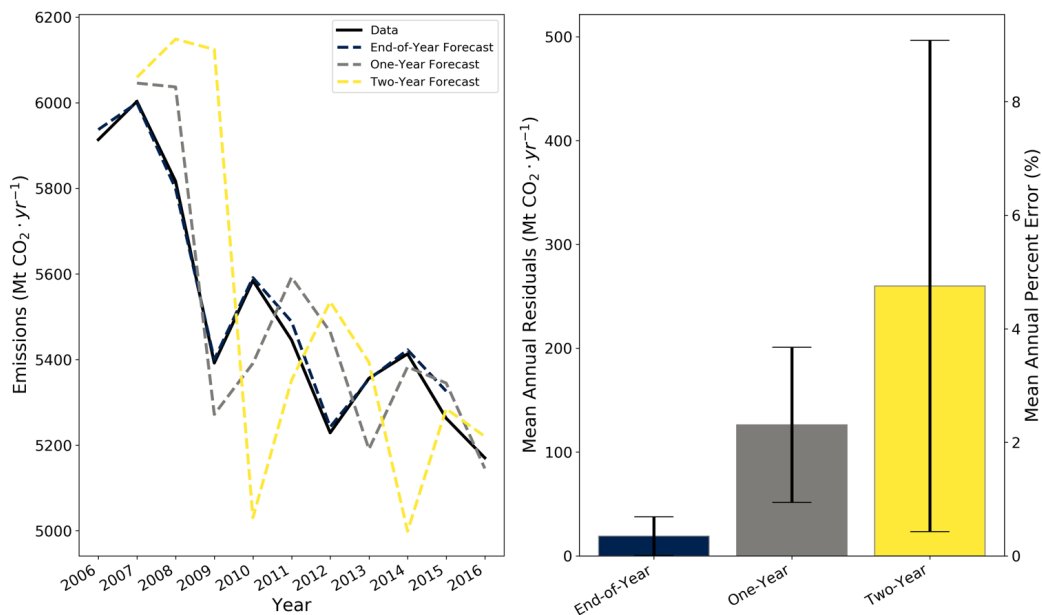 6200
6000
5800
5600
5400
5200
5000
Emissions (Mt CO₂ · yr⁻¹)
Data
End-of-Year Forecast
One-Year Forecast
Two-Year Forecast
2006
2007
2008
2009
2010
2011
2012
2013
2014
2015
2016
Year
500
400
300
200
100
0
Mean Annual Residuals (Mt CO₂ · yr⁻¹)
End-of-Year
One-Year
Two-Year
8
6
4
2
0
Mean Annual Percent Error (%)